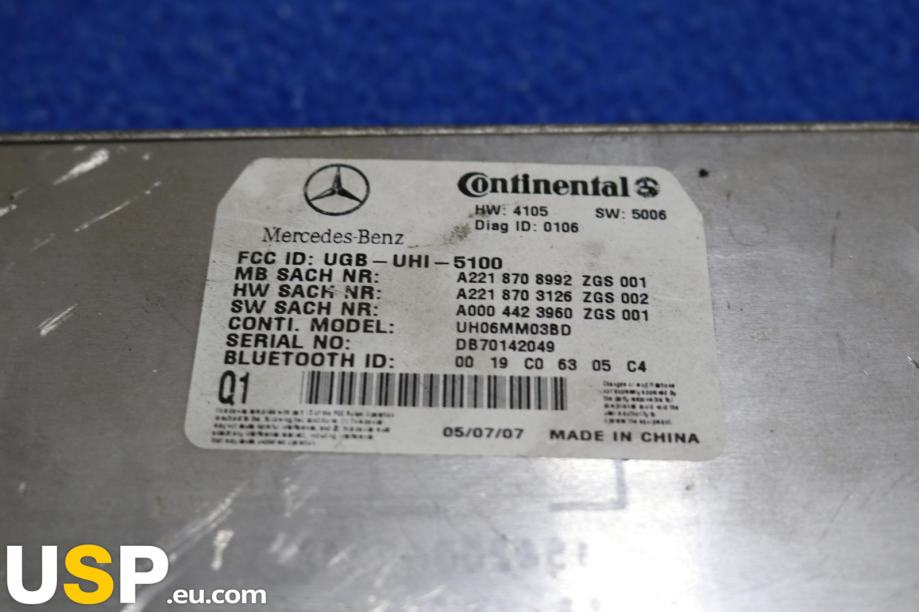 Continental
HW: 4105 SW: 5006
Diag ID: 0106
Mercedes-Benz
FCC ID: UGB-UHI-5100
MB SACH NR: A221 870 8992 ZGS 001
HW SACH NR: A221 870 3126 ZGS 002
SW SACH NR: A000 442 3960 ZGS 001
CONTI. MODEL: UH06MM03BD
SERIAL NO: DB70142049
BLUETOOTH ID: 00 19 C0 63 05 C4
Q1
05/07/07 MADE IN CHINA
USP.eu.com